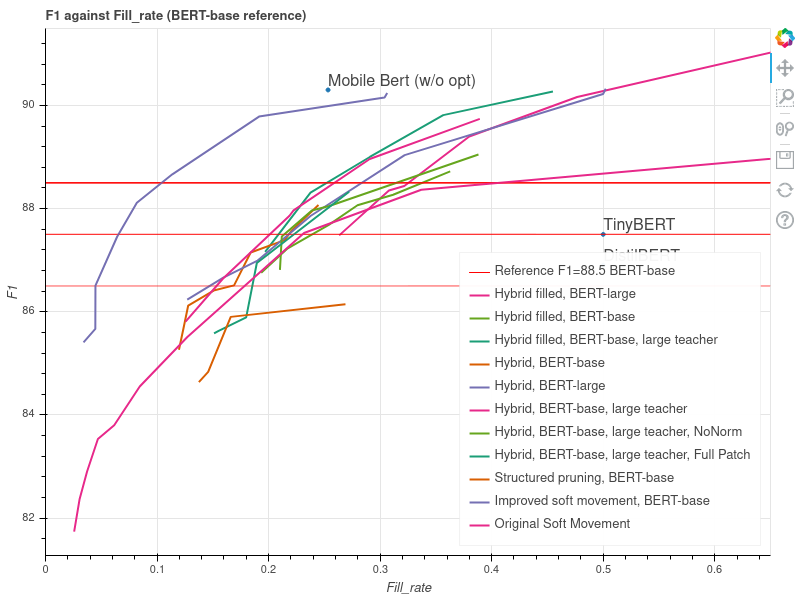 F1 against Fill_rate (BERT-base reference)
Mobile Bert (w/o opt)
TinyBERT
DistilBERT
F1
90
88
86
84
82
Reference F1=88.5 BERT-base
Hybrid filled, BERT-large
Hybrid filled, BERT-base
Hybrid filled, BERT-base, large teacher
Hybrid, BERT-base
Hybrid, BERT-large
Hybrid, BERT-base, large teacher
Hybrid, BERT-base, large teacher, NoNorm
Hybrid, BERT-base, large teacher, Full Patch
Structured pruning, BERT-base
Improved soft movement, BERT-base
Original Soft Movement
0 0.1 0.2 0.3 0.4 0.5 0.6
Fill_rate